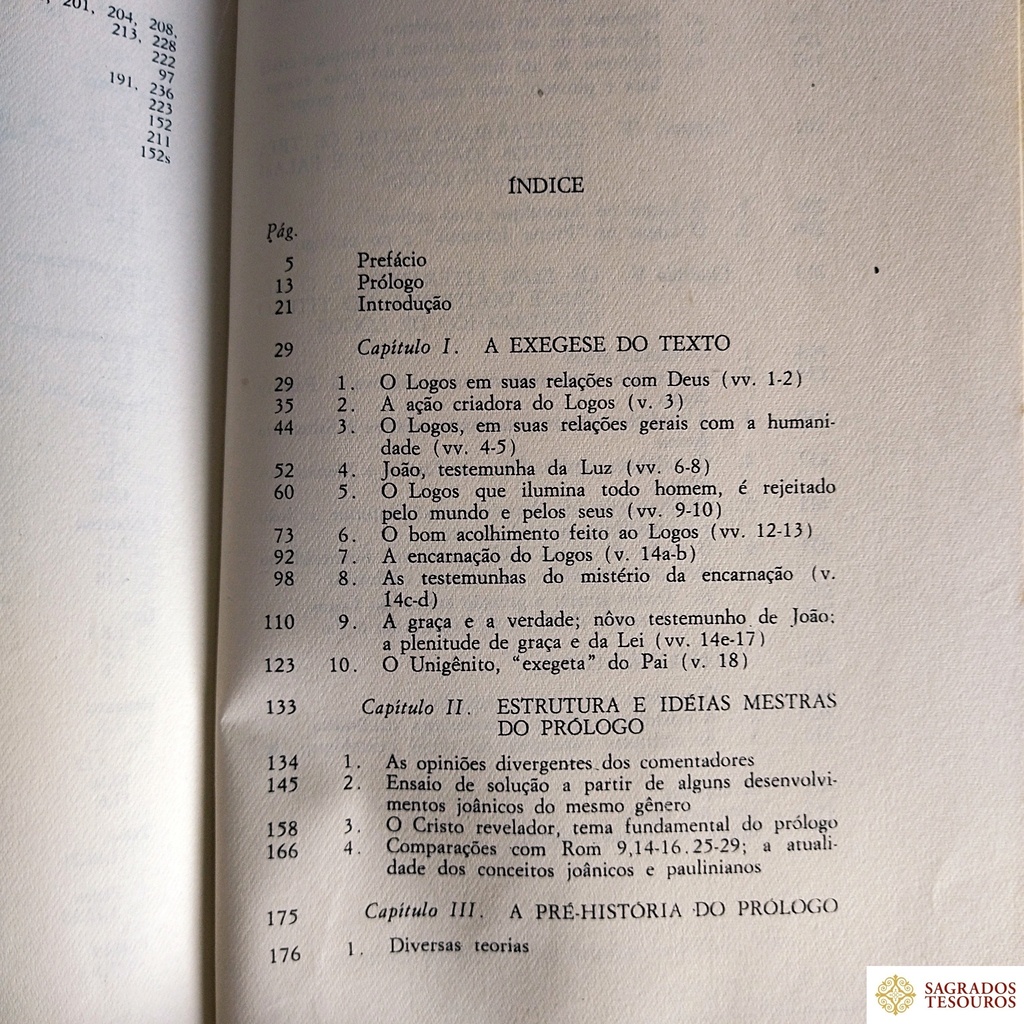 201, 204, 208,
213, 228
222
97
191, 236
223
152
211
152s
ÍNDICE
Pág.
5 Prefácio
13 Prólogo
21 Introdução
29 Capítulo I. A EXEGESE DO TEXTO
29 1. O Logos em suas relações com Deus (vv. 1-2)
35 2. A ação criadora do Logos (v. 3)
44 3. O Logos, em suas relações gerais com a humani-
dade (vv. 4-5)
52 4. João, testemunha da Luz (vv. 6-8)
60 5. O Logos que ilumina todo homem, é rejeitado
pelo mundo e pelos seus (vv. 9-10)
73 6. O bom acolhimento feito ao Logos (vv. 12-13)
92 7. A encarnação do Logos (v. 14a-b)
98 8. As testemunhas do mistério da encarnação (v.
14c-d)
110 9. A graça e a verdade; nôvo testemunho de João:
a plenitude de graça e da Lei (vv. 14e-17)
123 10. O Unigênito, “exegeta” do Pai (v. 18)
133 Capítulo II. ESTRUTURA E IDÉIAS MESTRAS
DO PRÓLOGO
134 1. As opiniões divergentes dos comentadores
145 2. Ensaio de solução a partir de alguns desenvolvi-
mentos joânicos do mesmo gênero
158 3. O Cristo revelador, tema fundamental do prólogo
166 4. Comparações com Rom 9,14-16.25-29; a atuali-
dade dos conceitos joânicos e paulinianos
175 Capítulo III. A PRÉ-HISTÓRIA DO PRÓLOGO
176 1. Diversas teorias
SAGRADOS
TESOUROS